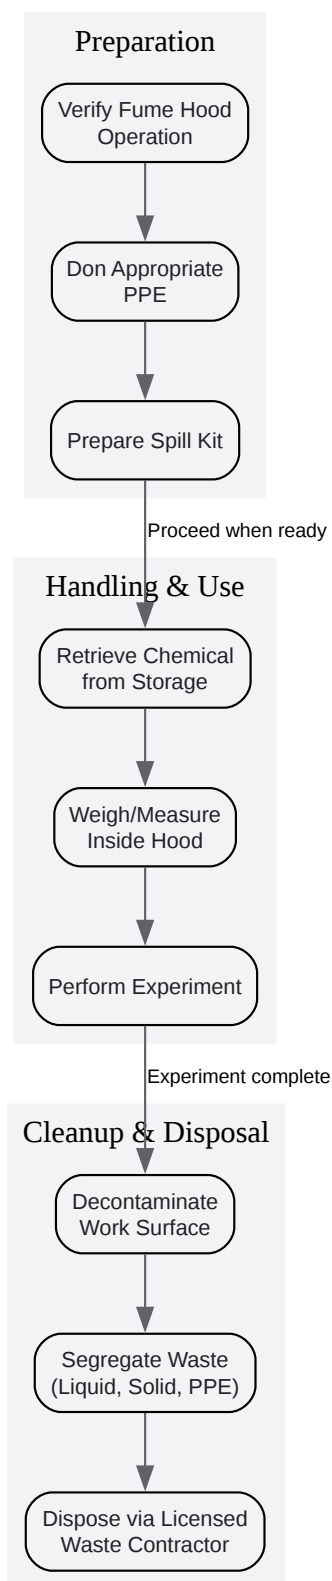 Preparation
Verify Fume Hood
Operation
Don Appropriate
PPE
Prepare Spill Kit
Proceed when ready
Handling & Use
Retrieve Chemical
from Storage
Weigh/Measure
Inside Hood
Perform Experiment
Experiment complete
Cleanup & Disposal
Decontaminate
Work Surface
Segregate Waste
(Liquid, Solid, PPE)
Dispose via Licensed
Waste Contractor